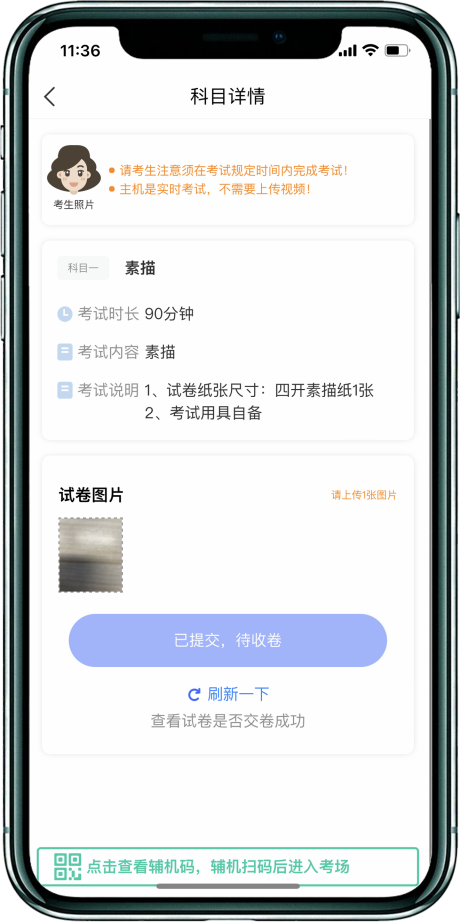 11:36
科目详情
请考生注意须在考试规定时间内完成考试！
主机是实时考试，不需要上传视频！
考生照片
科目一
素描
考试时长 90分钟
考试内容 素描
考试说明 1、试卷纸张尺寸：四开素描纸1张
2、考试用具自备
试卷图片
请上传1张图片
已提交，待收卷
刷新一下
查看试卷是否交卷成功
点击查看辅机码，辅机扫码后进入考场